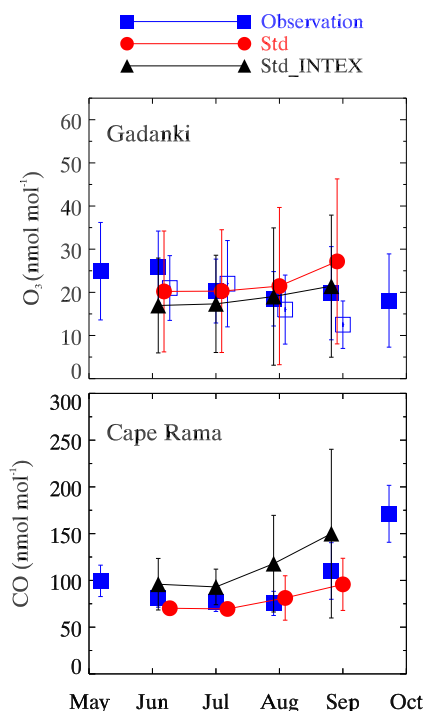 Observation
Std
Std_INTEX
Gadanki
60
50
40
30
20
10
0
O₃ (nmol mol⁻¹)
Cape Rama
300
250
200
150
100
50
0
CO (nmol mol⁻¹)
May Jun Jul Aug Sep Oct